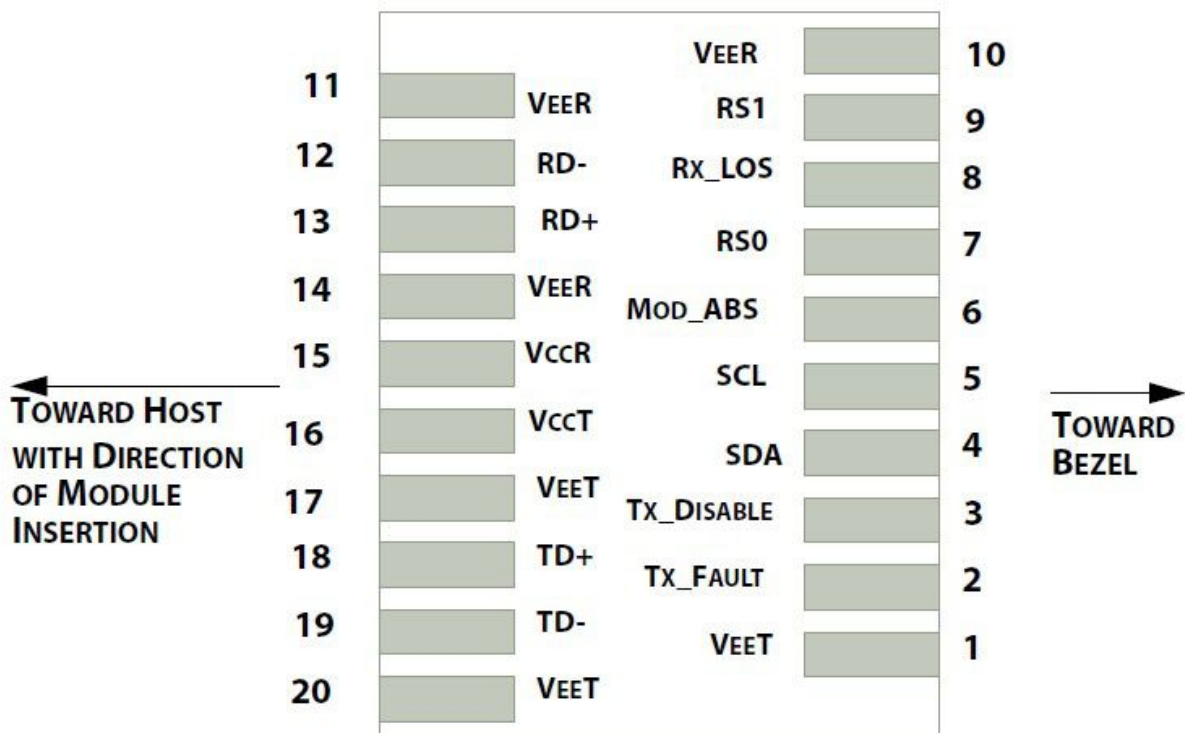 11 VEER
12 RD-
13 RD+
14 VEER
15 VCCR
16 VCCT
17 VEET
18 TD+
19 TD-
20 VEET
VEER 10
RS1 9
RX_LOS 8
RS0 7
MOD_ABS 6
SCL 5
SDA 4
TX_DISABLE 3
TX_FAULT 2
VEET 1
TOWARD HOST
WITH DIRECTION
OF MODULE
INSERTION
TOWARD
BEZEL